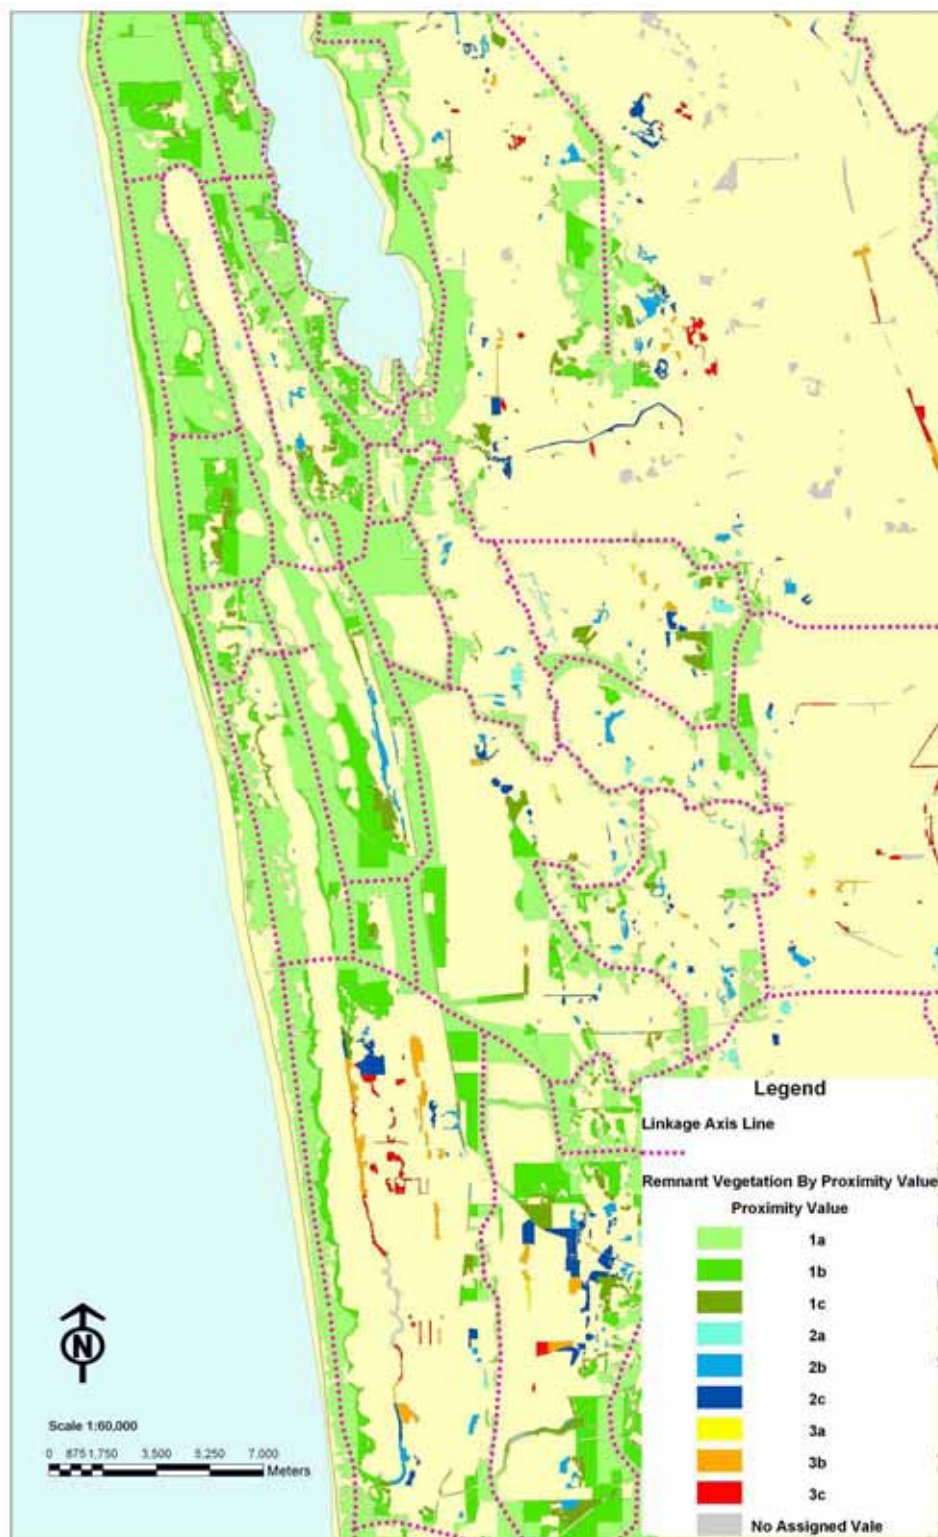 Legend
Linkage Axis Line
Remnant Vegetation By Proximity Value
Proximity Value
1a
1b
1c
2a
2b
2c
3a
3b
3c
No Assigned Vale
N
Scale 1:60,000
0 875 1,750 3,500 5,250 7,000
Meters